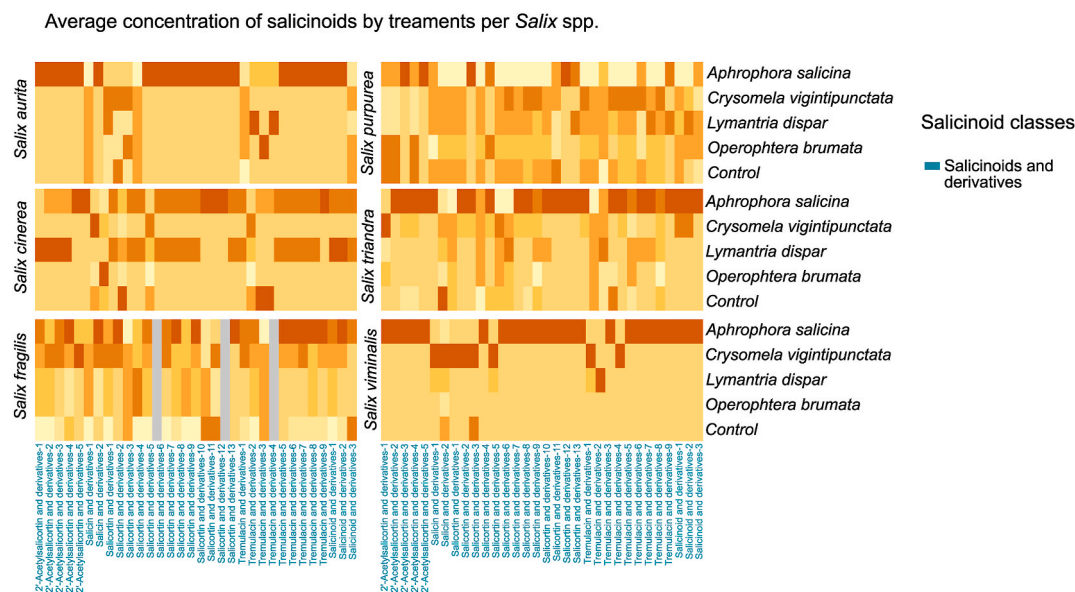 Average concentration of salicinoids by treaments per Salix spp.
Salix aurita
Salix purpurea
Aphrophora salicina
Crysomela vigintipunctata
Lymantria dispar
Operophtera brumata
Control
Salicinoid classes
Salicinoids and
derivatives
Salix cinerea
Salix triandra
Aphrophora salicina
Crysomela vigintipunctata
Lymantria dispar
Operophtera brumata
Control
Salix fragilis
Salix viminalis
Aphrophora salicina
Crysomela vigintipunctata
Lymantria dispar
Operophtera brumata
Control
2'-Acetylsalicortin and derivatives-1
2'-Acetylsalicortin and derivatives-2
2'-Acetylsalicortin and derivatives-3
2'-Acetylsalicortin and derivatives-4
2'-Acetylsalicortin and derivatives-5
Salicin and derivatives-1
Salicin and derivatives-2
Salicortin and derivatives-1
Salicortin and derivatives-2
Salicortin and derivatives-3
Salicortin and derivatives-4
Salicortin and derivatives-5
Salicortin and derivatives-6
Salicortin and derivatives-7
Salicortin and derivatives-8
Salicortin and derivatives-9
Salicortin and derivatives-10
Salicortin and derivatives-11
Salicortin and derivatives-12
Salicortin and derivatives-13
Tremulacin and derivatives-1
Tremulacin and derivatives-2
Tremulacin and derivatives-3
Tremulacin and derivatives-4
Tremulacin and derivatives-5
Tremulacin and derivatives-6
Tremulacin and derivatives-7
Tremulacin and derivatives-8
Tremulacin and derivatives-9
Salicinoid and derivatives-1
Salicinoid and derivatives-2
Salicinoid and derivatives-3
2'-Acetylsalicortin and derivatives-1
2'-Acetylsalicortin and derivatives-2
2'-Acetylsalicortin and derivatives-3
2'-Acetylsalicortin and derivatives-4
2'-Acetylsalicortin and derivatives-5
Salicin and derivatives-1
Salicin and derivatives-2
Salicortin and derivatives-1
Salicortin and derivatives-2
Salicortin and derivatives-3
Salicortin and derivatives-4
Salicortin and derivatives-5
Salicortin and derivatives-6
Salicortin and derivatives-7
Salicortin and derivatives-8
Salicortin and derivatives-9
Salicortin and derivatives-10
Salicortin and derivatives-11
Salicortin and derivatives-12
Salicortin and derivatives-13
Tremulacin and derivatives-1
Tremulacin and derivatives-2
Tremulacin and derivatives-3
Tremulacin and derivatives-4
Tremulacin and derivatives-5
Tremulacin and derivatives-6
Tremulacin and derivatives-7
Tremulacin and derivatives-8
Tremulacin and derivatives-9
Salicinoid and derivatives-1
Salicinoid and derivatives-2
Salicinoid and derivatives-3